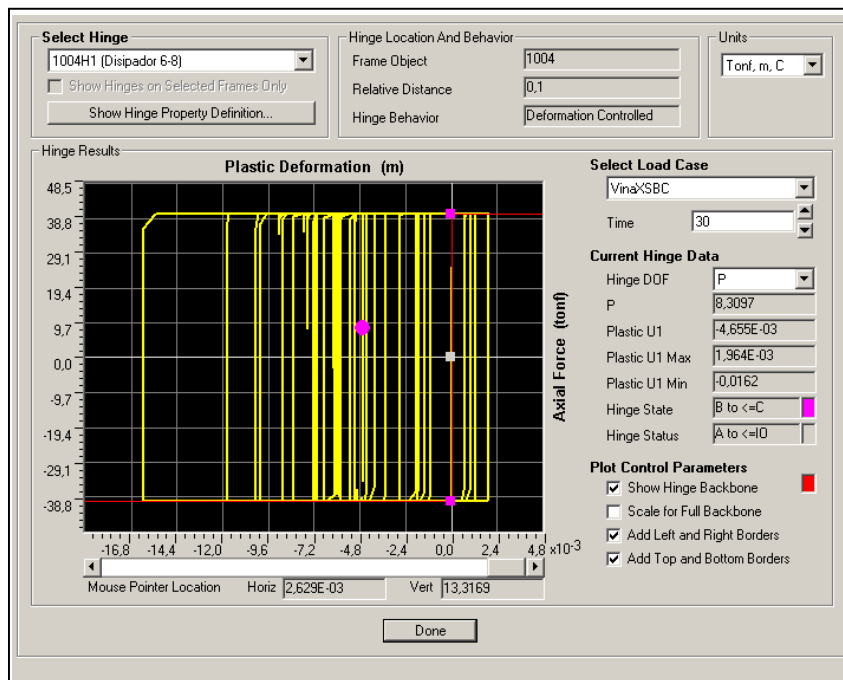 Select Hinge
1004H1 (Disipador 6-8)
Show Hinges on Selected Frames Only
Show Hinge Property Definition...
Hinge Location And Behavior
Frame Object 1004
Relative Distance 0,1
Hinge Behavior Deformation Controlled
Units
Tonf, m, C
Hinge Results
Plastic Deformation (m)
48,5
38,8
29,1
19,4
9,7
0,0
-9,7
-19,4
-29,1
-38,8
-16,8 -14,4 -12,0 -9,6 -7,2 -4,8 -2,4 0,0 2,4 4,8 x10⁻³
Axial Force (tonf)
Mouse Pointer Location Horiz 2,629E-03 Vert 13,3169
Select Load Case
VinaXSBC
Time 30
Current Hinge Data
Hinge DOF P
P 8,3097
Plastic U1 -4,655E-03
Plastic U1 Max 1,964E-03
Plastic U1 Min -0,0162
Hinge State B to <=C
Hinge Status A to <=IO
Plot Control Parameters
Show Hinge Backbone
Scale for Full Backbone
Add Left and Right Borders
Add Top and Bottom Borders
Done